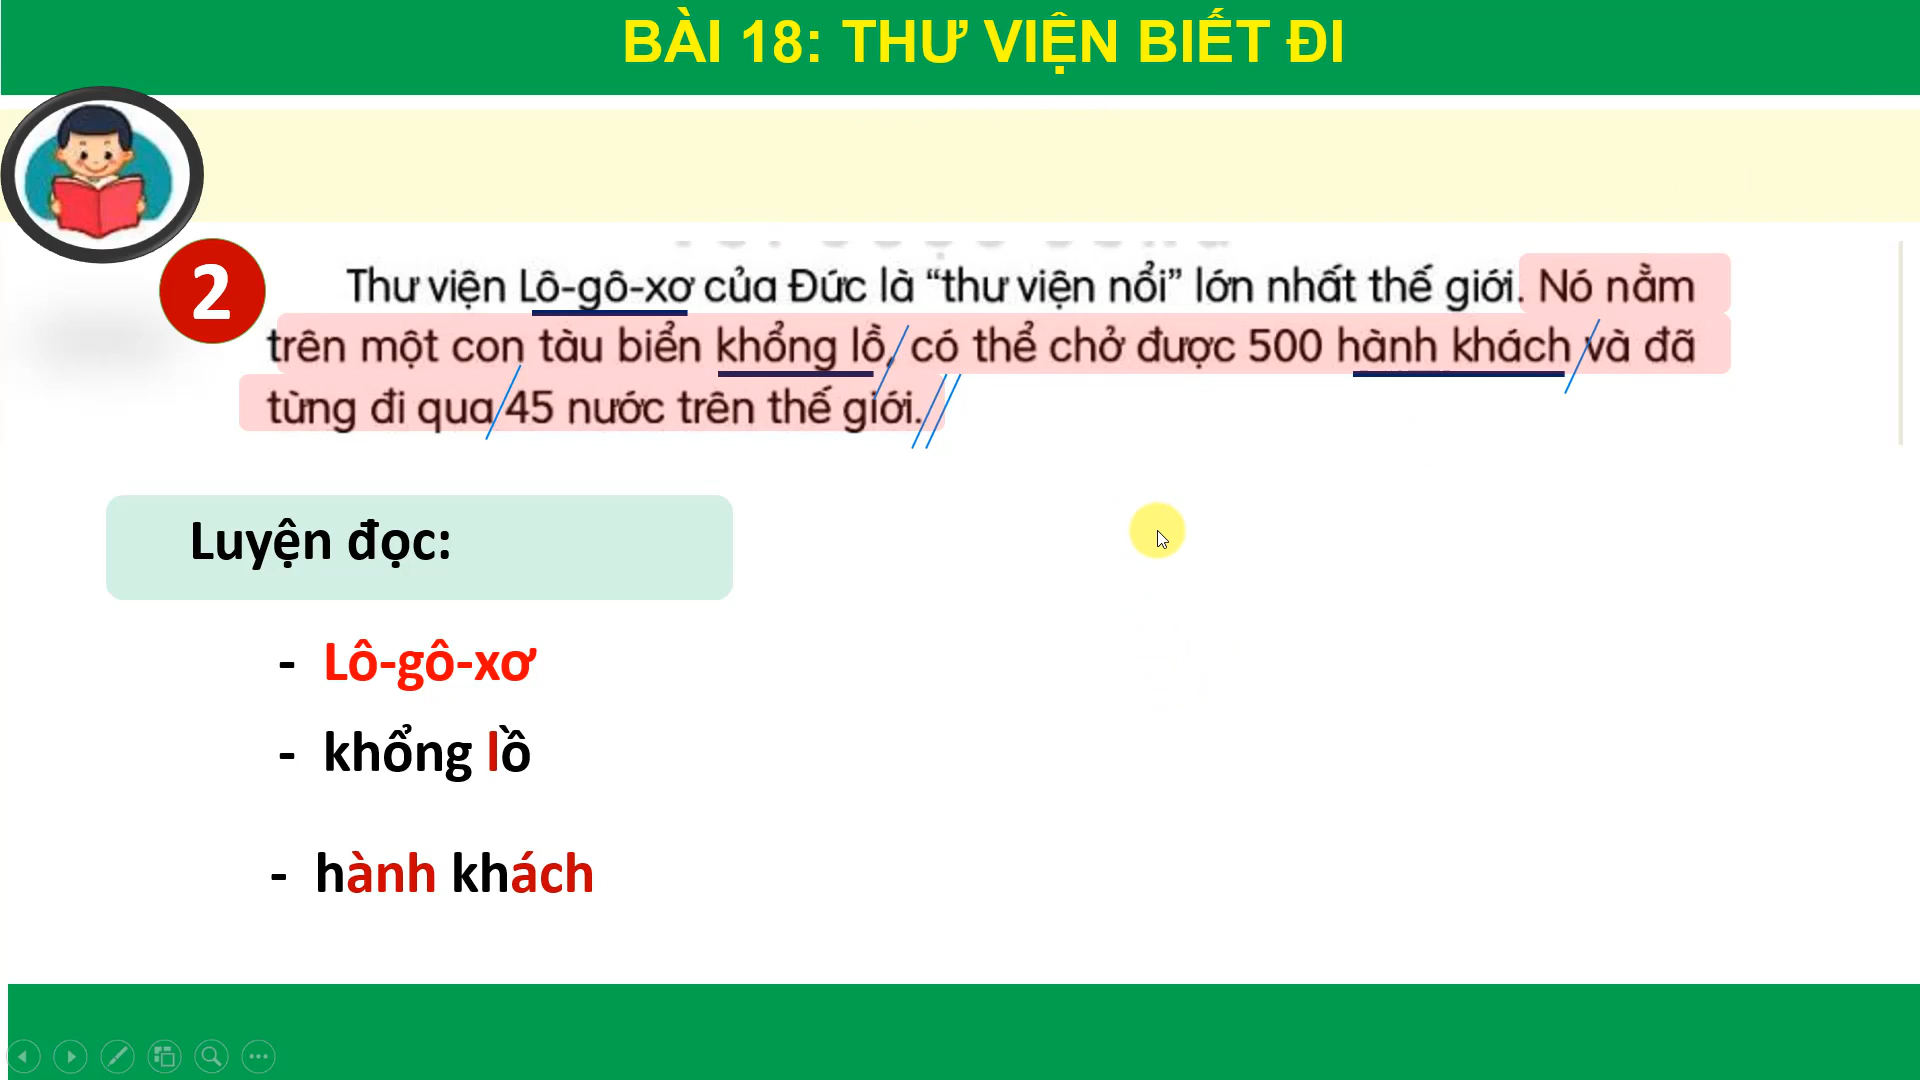 BÀI 18: THƯ VIỆN BIẾT ĐI
2
Thư viện Lô-gô-xơ của Đức là “thư viện nổi” lớn nhất thế giới. Nó nằm
trên một con tàu biển khổng lồ, có thể chở được 500 hành khách và đã
từng đi qua 45 nước trên thế giới.
Luyện đọc:
- Lô-gô-xơ
- khổng lồ
- hành khách